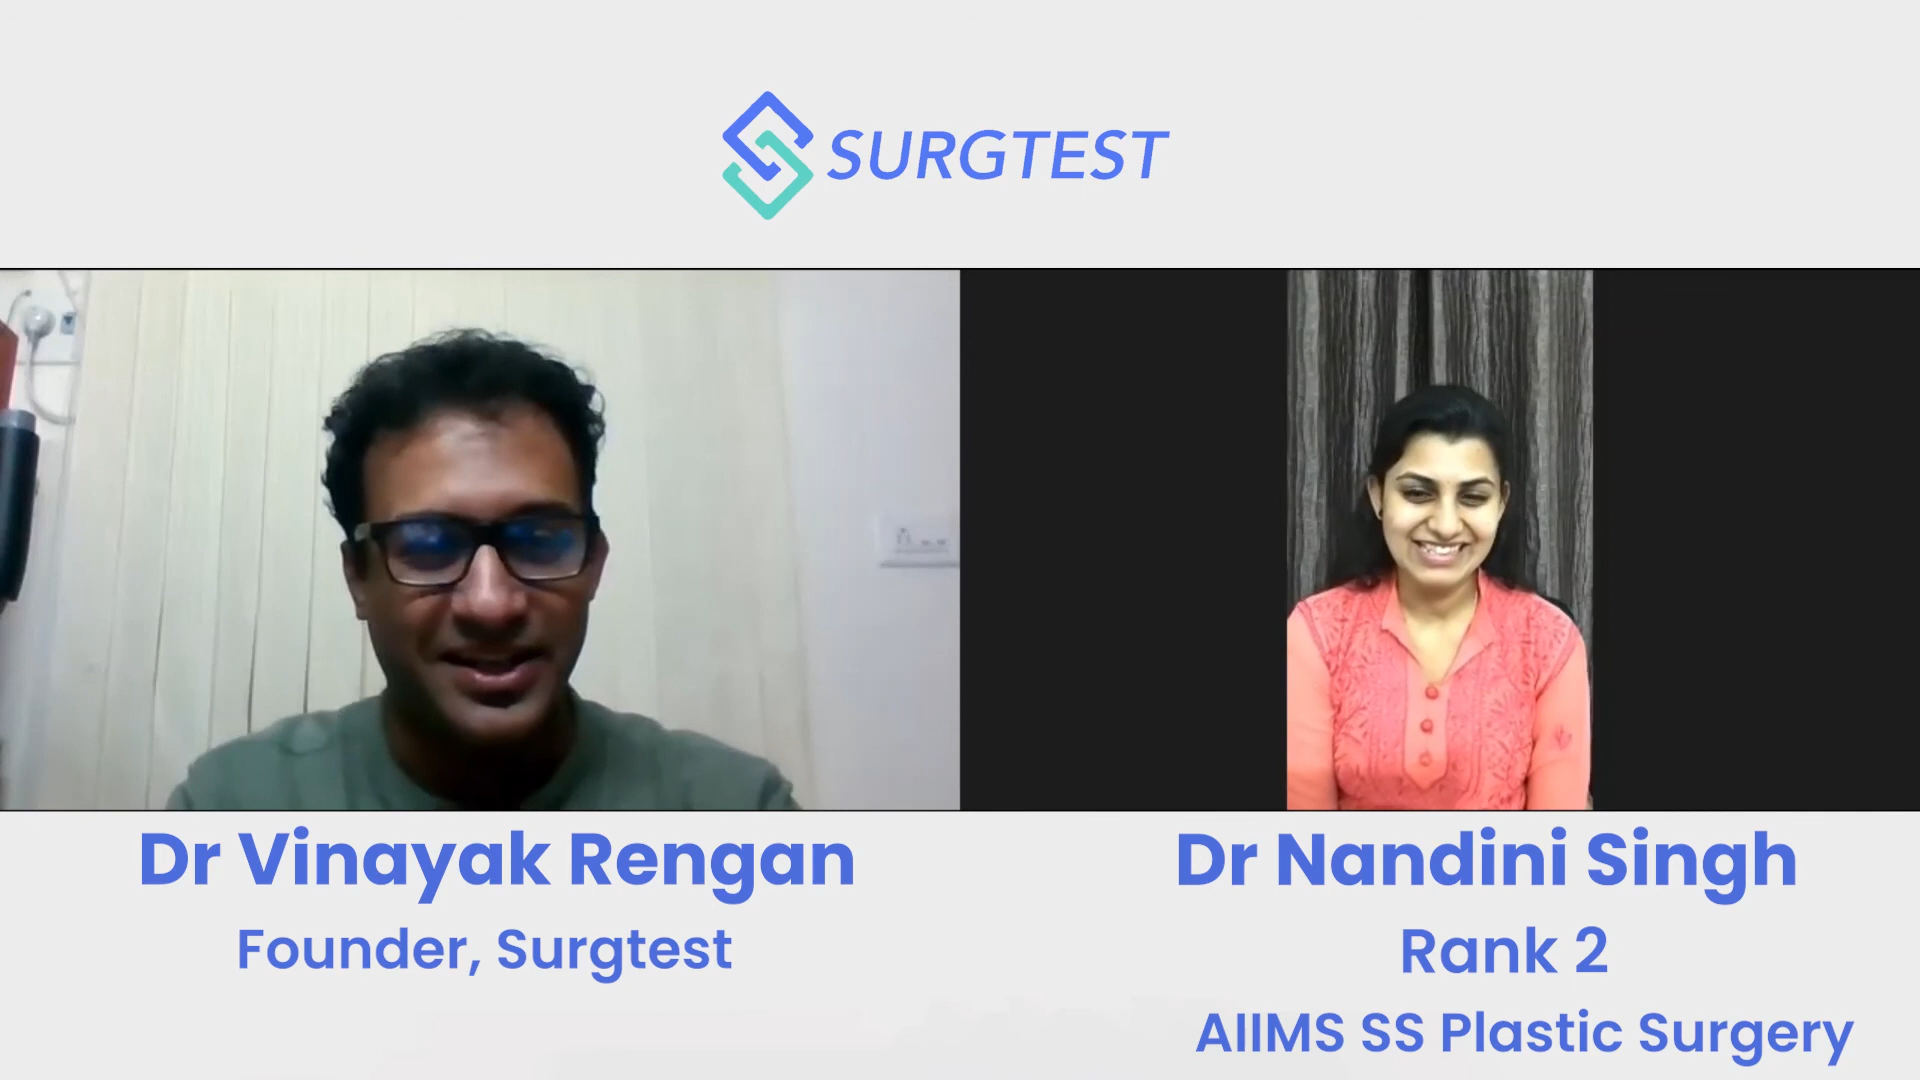 SURGTEST
Dr Vinayak Rengan
Founder, Surgtest
Dr Nandini Singh
Rank 2
AIIMS SS Plastic Surgery